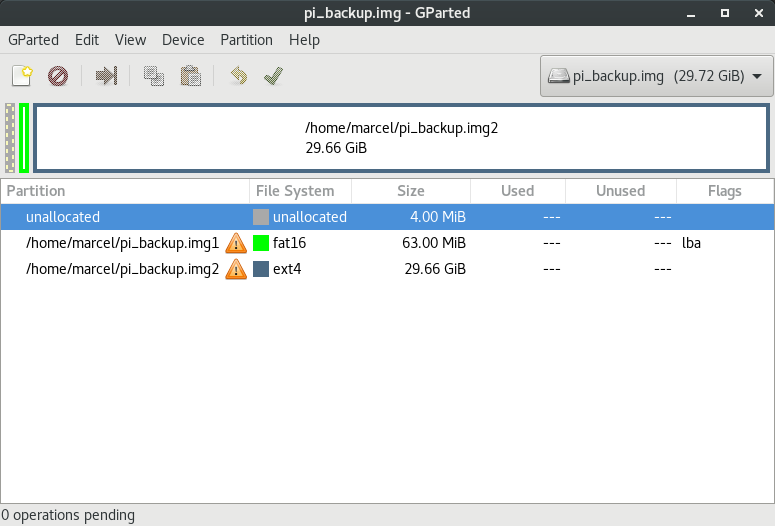 pi_backup.img - GParted
GParted Edit View Device Partition Help
pi_backup.img (29.72 GiB)
/home/marcel/pi_backup.img2
29.66 GiB
Partition File System Size Used Unused Flags
unallocated unallocated 4.00 MiB --- ---
/home/marcel/pi_backup.img1 fat16 63.00 MiB --- --- lba
/home/marcel/pi_backup.img2 ext4 29.66 GiB --- ---
0 operations pending